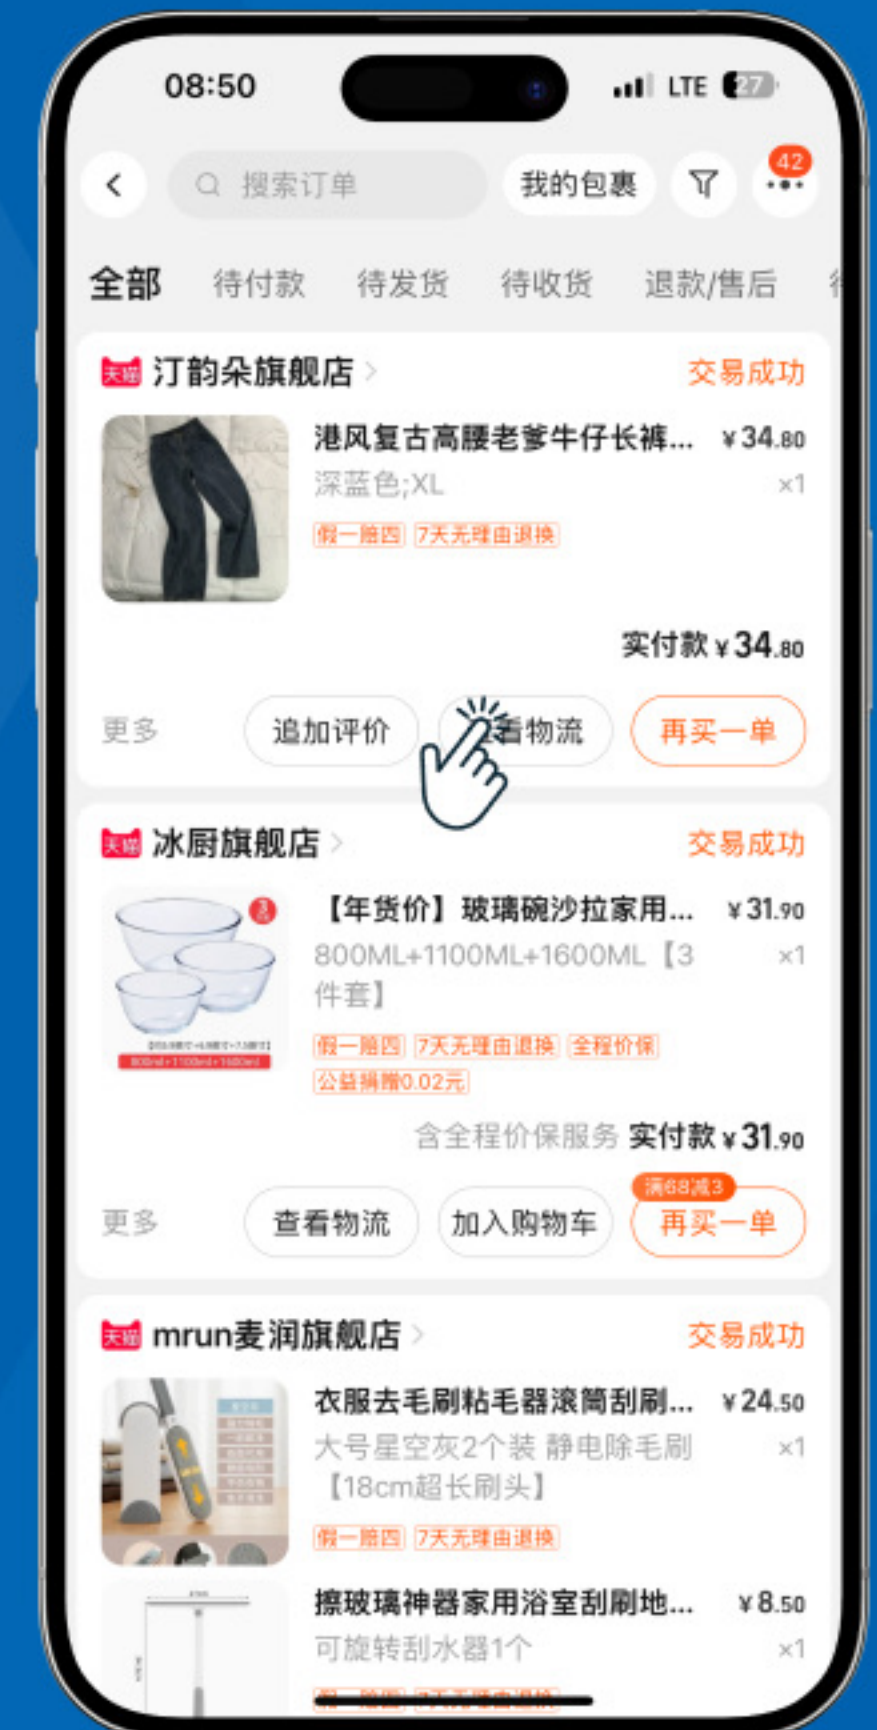 08:50
LTE 27
搜索订单
我的包裹
42
全部 待付款 待发货 待收货 退款/售后
天猫 汀韵朵旗舰店
交易成功
港风复古高腰老爹牛仔长裤... ¥34.80
深蓝色;XL ×1
假一赔四 7天无理由退换
实付款 ¥34.80
更多 追加评价 看物流 再买一单
天猫 冰厨旗舰店
交易成功
【年货价】玻璃碗沙拉家用... ¥31.90
800ML+1100ML+1600ML【3 ×1
件套】
800ml+1100ml+1600ml
假一赔四 7天无理由退换 全程价保
公益捐赠0.02元
含全程价保服务 实付款 ¥31.90
满68减3
更多 查看物流 加入购物车 再买一单
天猫 mrun麦润旗舰店
交易成功
衣服去毛刷粘毛器滚筒刮刷... ¥24.50
大号星空灰2个装 静电除毛刷 ×1
【18cm超长刷头】
假一赔四 7天无理由退换
擦玻璃神器家用浴室刮刷地... ¥8.50
可旋转刮水器1个 ×1